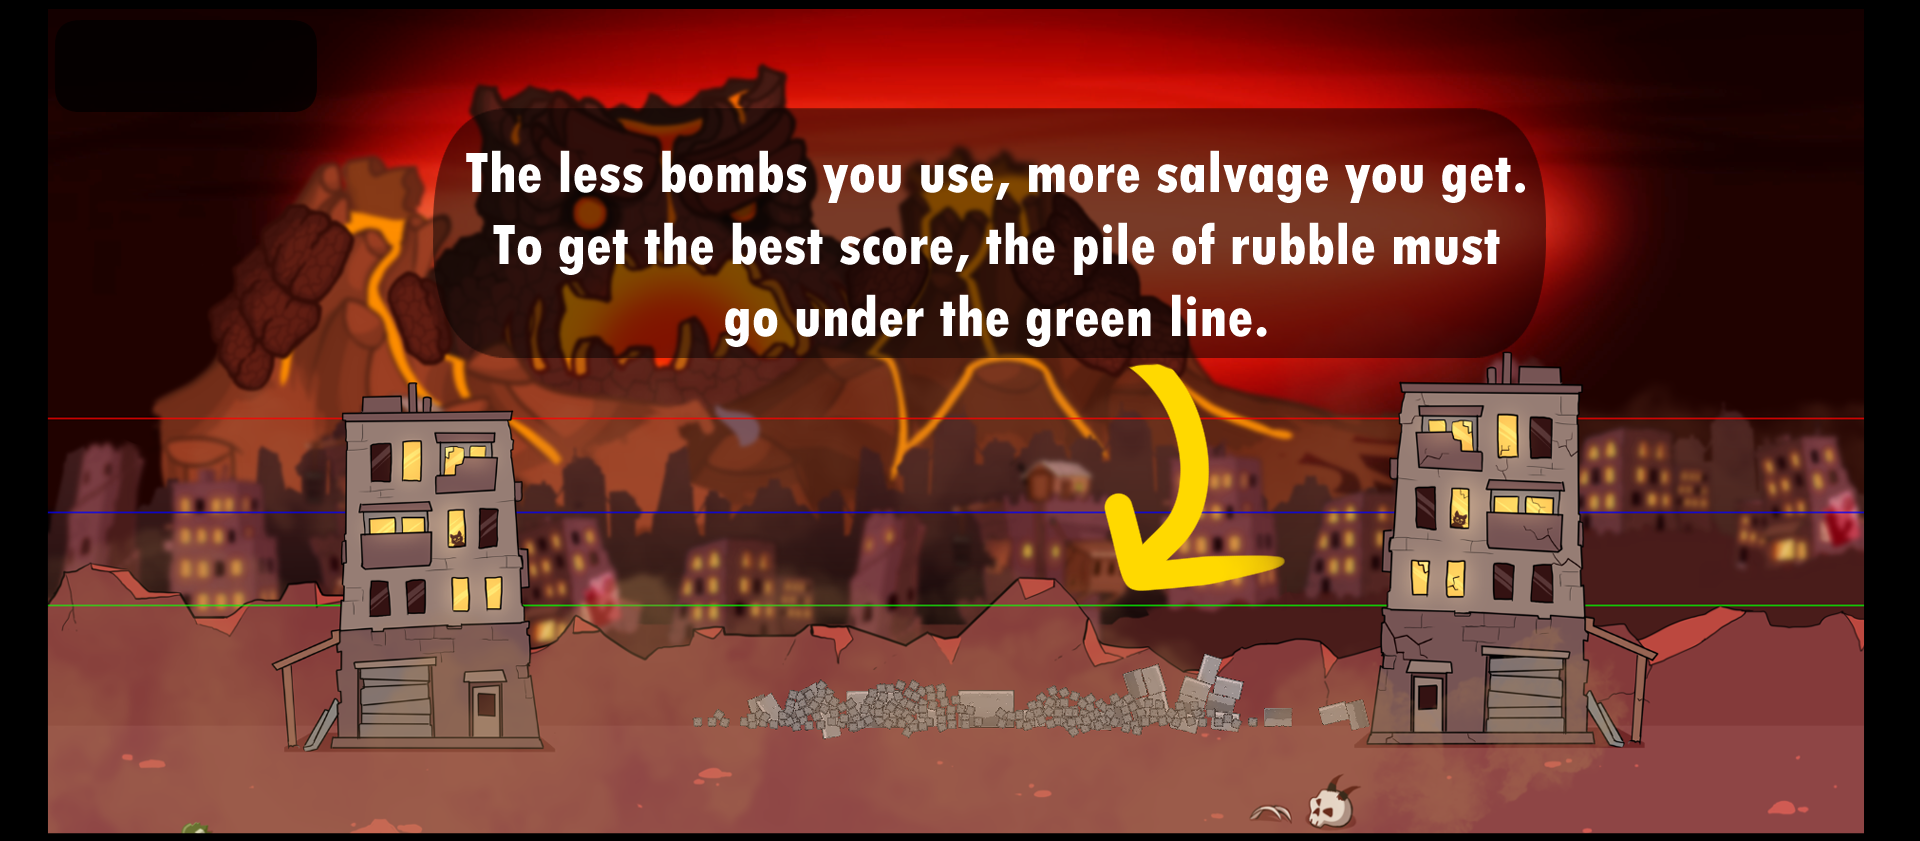 The less bombs you use, more salvage you get.
To get the best score, the pile of rubble must
go under the green line.